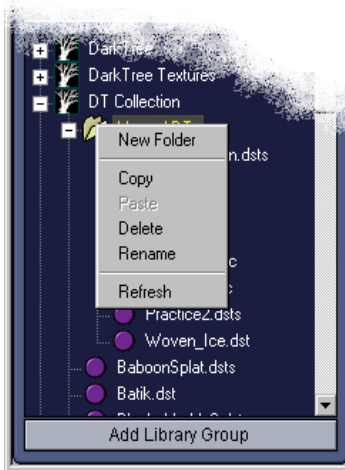 DarkTree
DarkTree Textures
DT Collection
New Folder
n.dsts
Copy
Paste
Delete
Rename
c
Refresh
Practice2.dsts
Woven_Ice.dst
BaboonSplat.dsts
Batik.dst
Add Library Group